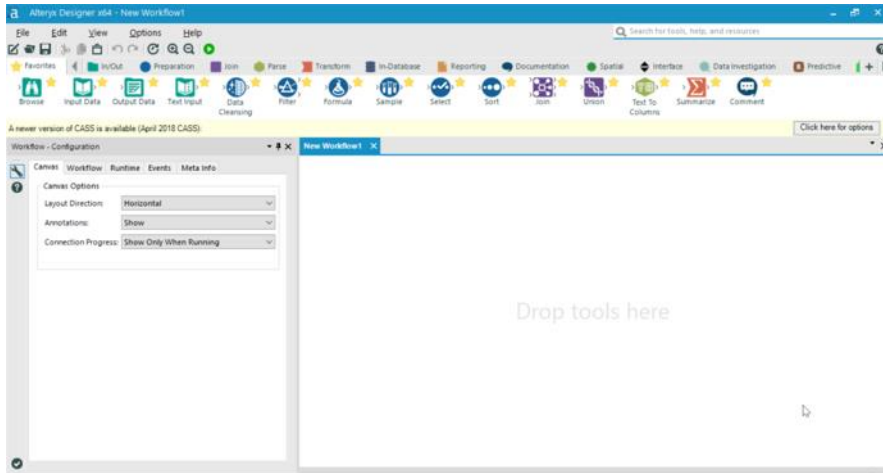 a Alteryx Designer x64 - New Workflow1
File Edit View Options Help
Search for tools, help, and resources
Favorites In/Out Preparation Join Parse Transform In-Database Reporting Documentation Spatial Interface Data Investigation Predictive
Browse Input Data Output Data Text Input Data Cleansing Filter Formula Sample Select Sort Join Union Text To Columns Summarize Comment
A newer version of CASS is available (April 2018 CASS). Click here for options
Workflow - Configuration
New Workflow1 X
Canvas Workflow Runtime Events Meta Info
Canvas Options
Layout Direction: Horizontal
Annotations: Show
Connection Progress: Show Only When Running
Drop tools here